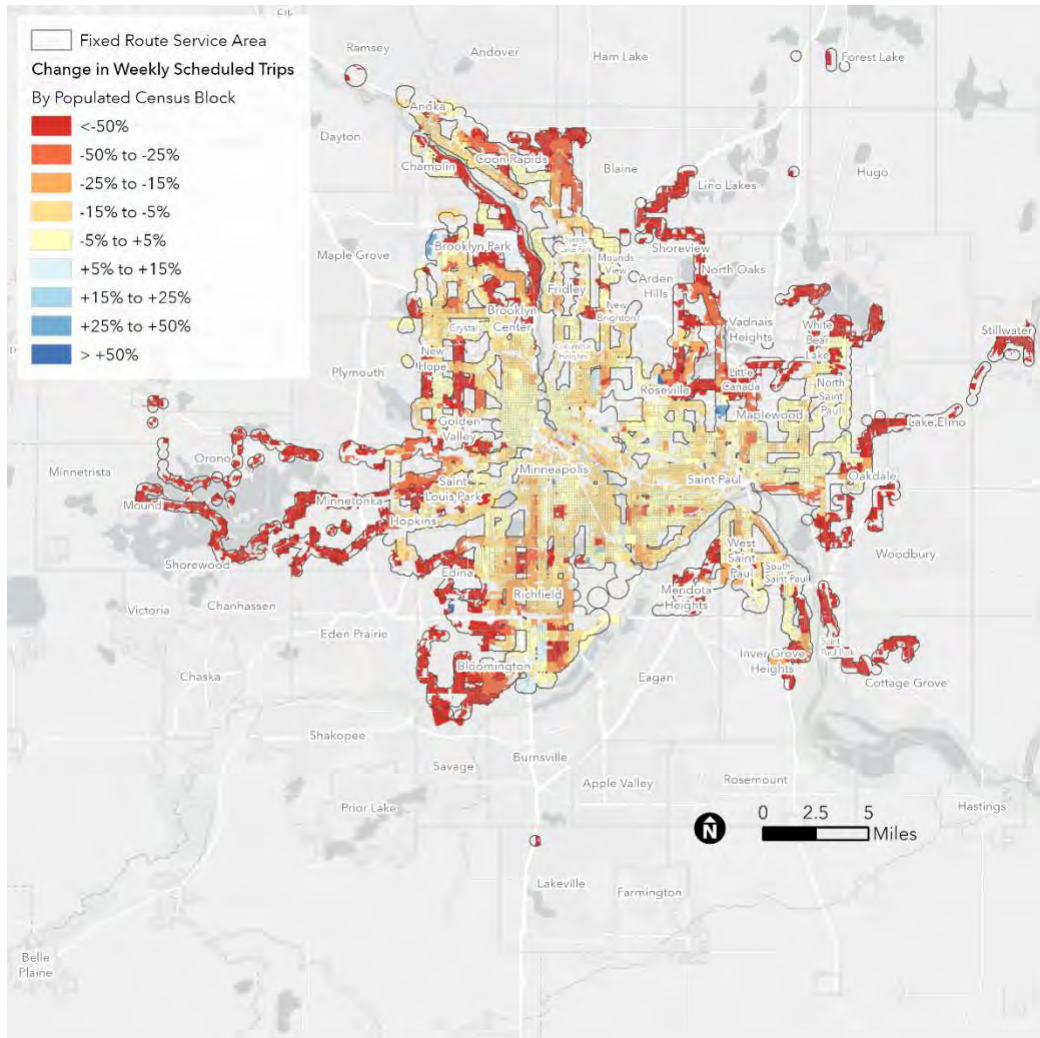 Fixed Route Service Area
Change in Weekly Scheduled Trips
By Populated Census Block
<-50%
-50% to -25%
-25% to -15%
-15% to -5%
-5% to +5%
+5% to +15%
+15% to +25%
+25% to +50%
> +50%
Ramsey
Andover
Ham Lake
Forest Lake
Anoka
Dayton
Champlin
Coon Rapids
Blaine
Lino Lakes
Hugo
Maple Grove
Brooklyn Park
Mounds
View
Shoreview
North Oaks
Arden
Hills
Fridley
New
Brighton
Brooklyn
Center
Crystal
Columbia Heights
Vadnais
Heights
White
Bear
Lake
Stillwater
Plymouth
New
Hope
Roseville
Little
Canada
North
Saint
Paul
Maplewood
Golden
Valley
Lake Elmo
Minnetrista
Orono
Minneapolis
Saint Paul
Oakdale
Mound
Minnetonka
Saint
Louis Park
Hopkins
Shorewood
Edina
West
Saint
Paul
South
Saint Paul
Woodbury
Victoria
Chanhassen
Richfield
Mendota
Heights
Eden Prairie
Inver Grove
Heights
Saint
Paul Park
Chaska
Bloomington
Eagan
Cottage Grove
Shakopee
Savage
Burnsville
Apple Valley
Rosemount
Prior Lake
Hastings
0 2.5 5
Miles
N
Lakeville
Farmington
Belle
Plaine